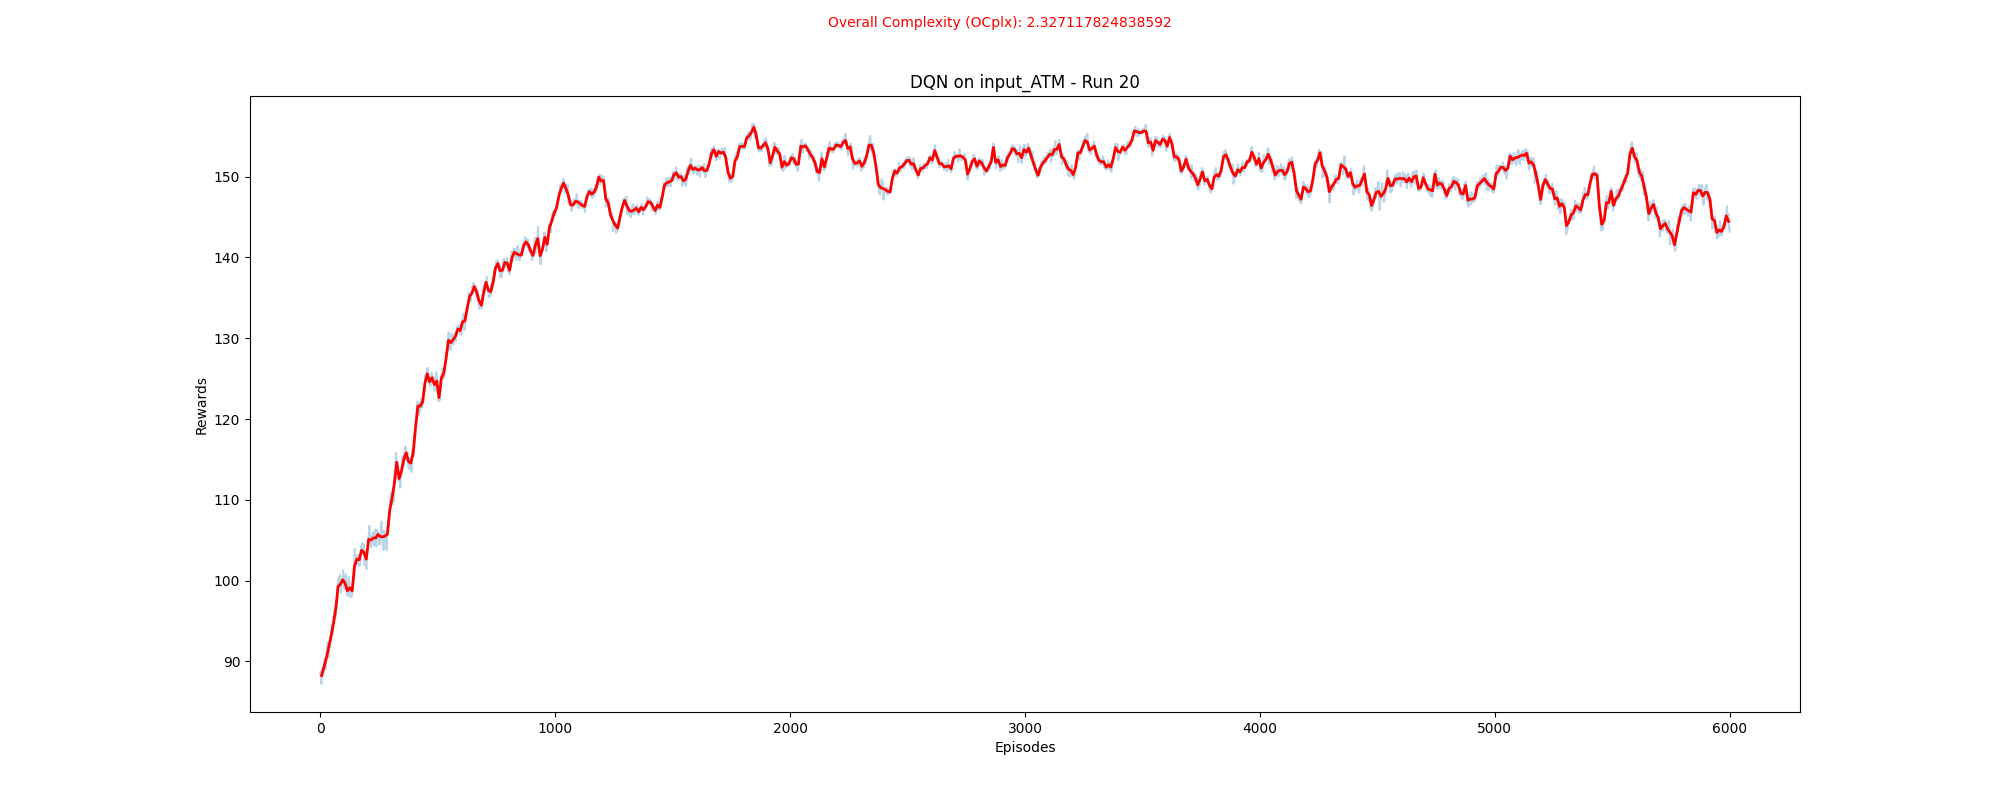 Overall Complexity (OCplx): 2.327117824838592
DQN on input_ATM - Run 20
Rewards
150
140
130
120
110
100
90
0 1000 2000 3000 4000 5000 6000
Episodes